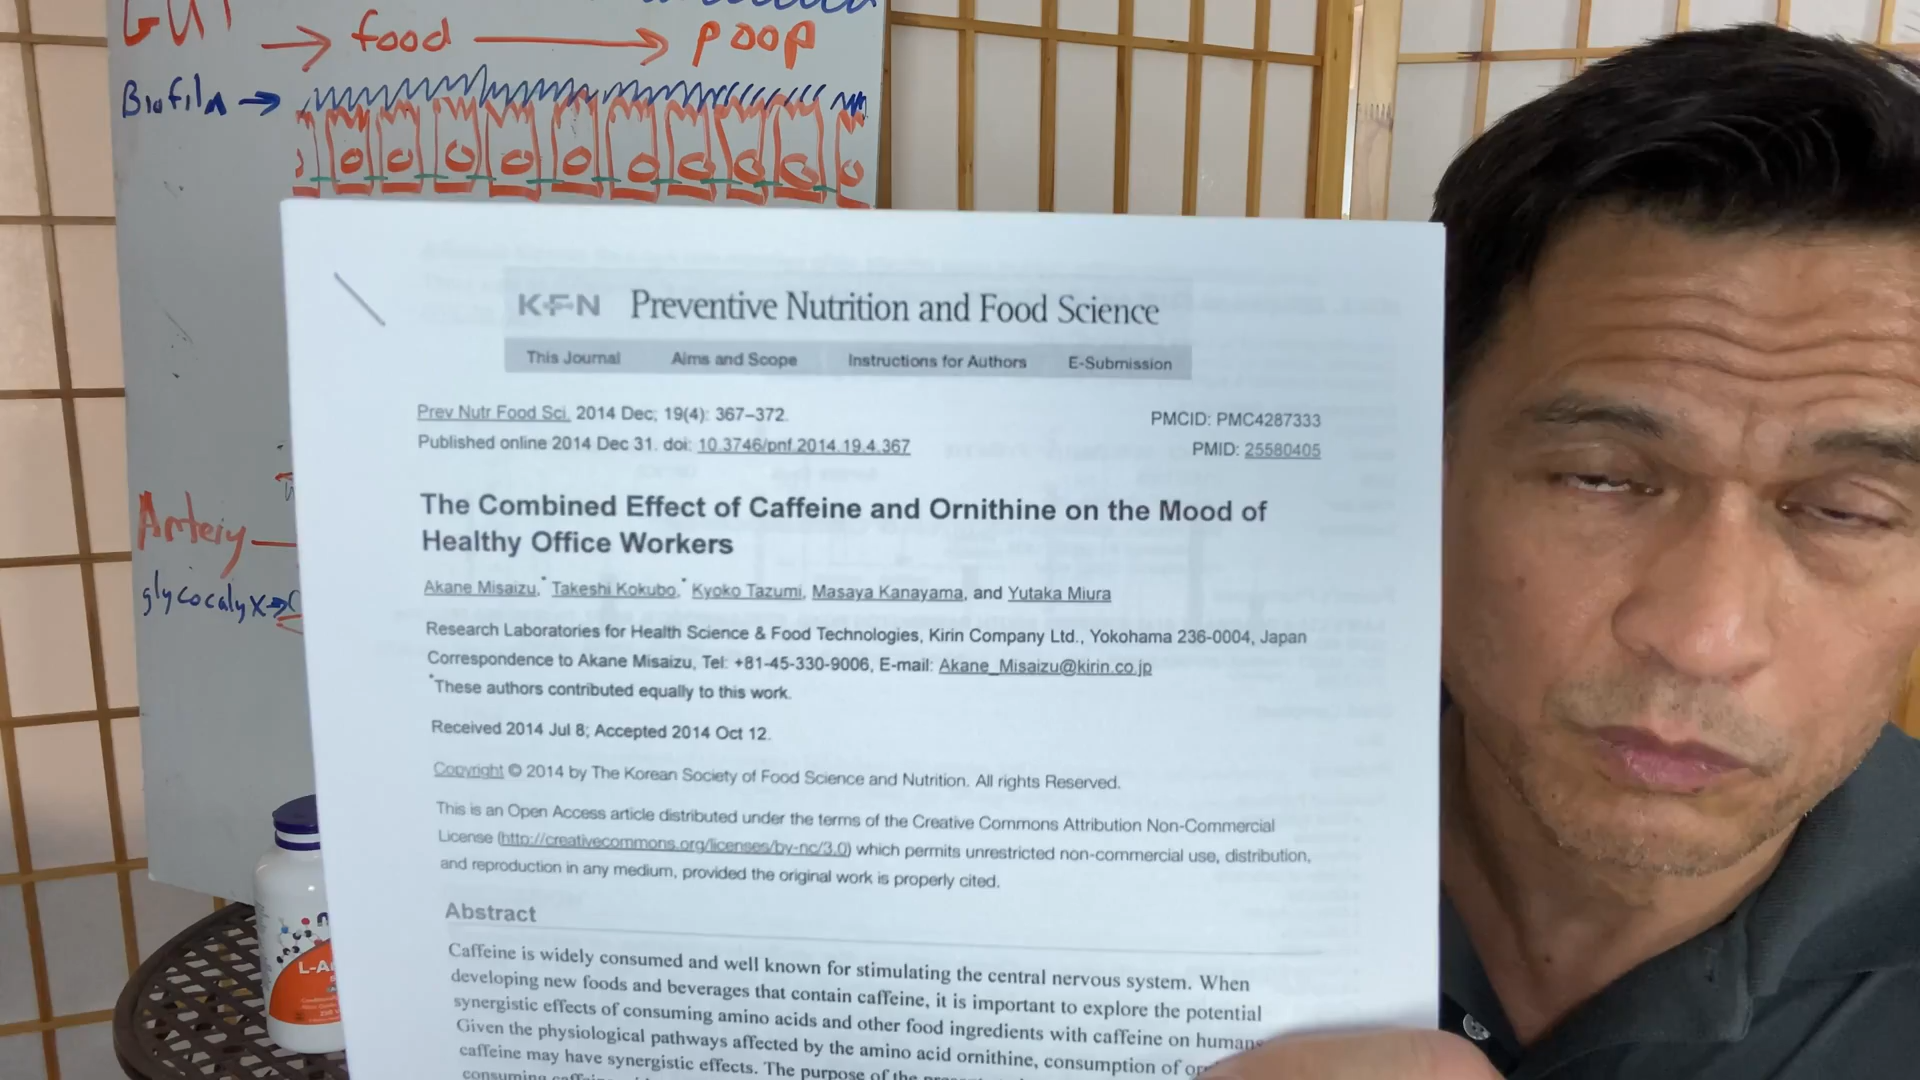 GUT
→ food → poop
Biofilm →
Artery
glycocalyx
L-A
KFN Preventive Nutrition and Food Science
This Journal Aims and Scope Instructions for Authors E-Submission
Prev Nutr Food Sci. 2014 Dec; 19(4): 367–372.
PMCID: PMC4287333
Published online 2014 Dec 31. doi: 10.3746/pnf.2014.19.4.367
PMID: 25580405
The Combined Effect of Caffeine and Ornithine on the Mood of
Healthy Office Workers
Akane Misaizu,* Takeshi Kokubo,* Kyoko Tazumi, Masaya Kanayama, and Yutaka Miura
Research Laboratories for Health Science & Food Technologies, Kirin Company Ltd., Yokohama 236-0004, Japan
Correspondence to Akane Misaizu, Tel: +81-45-330-9006, E-mail: Akane_Misaizu@kirin.co.jp
*These authors contributed equally to this work.
Received 2014 Jul 8; Accepted 2014 Oct 12.
Copyright © 2014 by The Korean Society of Food Science and Nutrition. All rights Reserved.
This is an Open Access article distributed under the terms of the Creative Commons Attribution Non-Commercial
License (http://creativecommons.org/licenses/by-nc/3.0) which permits unrestricted non-commercial use, distribution,
and reproduction in any medium, provided the original work is properly cited.
Abstract
Caffeine is widely consumed and well known for stimulating the central nervous system. When
developing new foods and beverages that contain caffeine, it is important to explore the potential
synergistic effects of consuming amino acids and other food ingredients with caffeine on humans.
Given the physiological pathways affected by the amino acid ornithine, consumption of
caffeine may have synergistic effects. The purpose of the
consuming